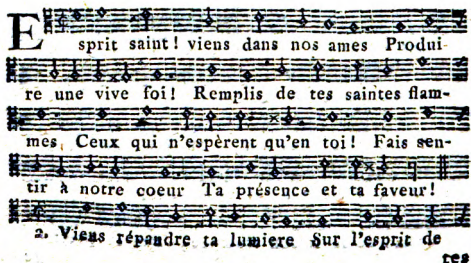 Esprit saint! viens dans nos ames Produi-
re une vive foi! Remplis de tes saintes flam-
mes, Ceux qui n'espèrent qu'en toi! Fais sen-
tir à notre coeur Ta présence et ta faveur!
2. Viens répandre ta lumiere Sur l'esprit de
tes